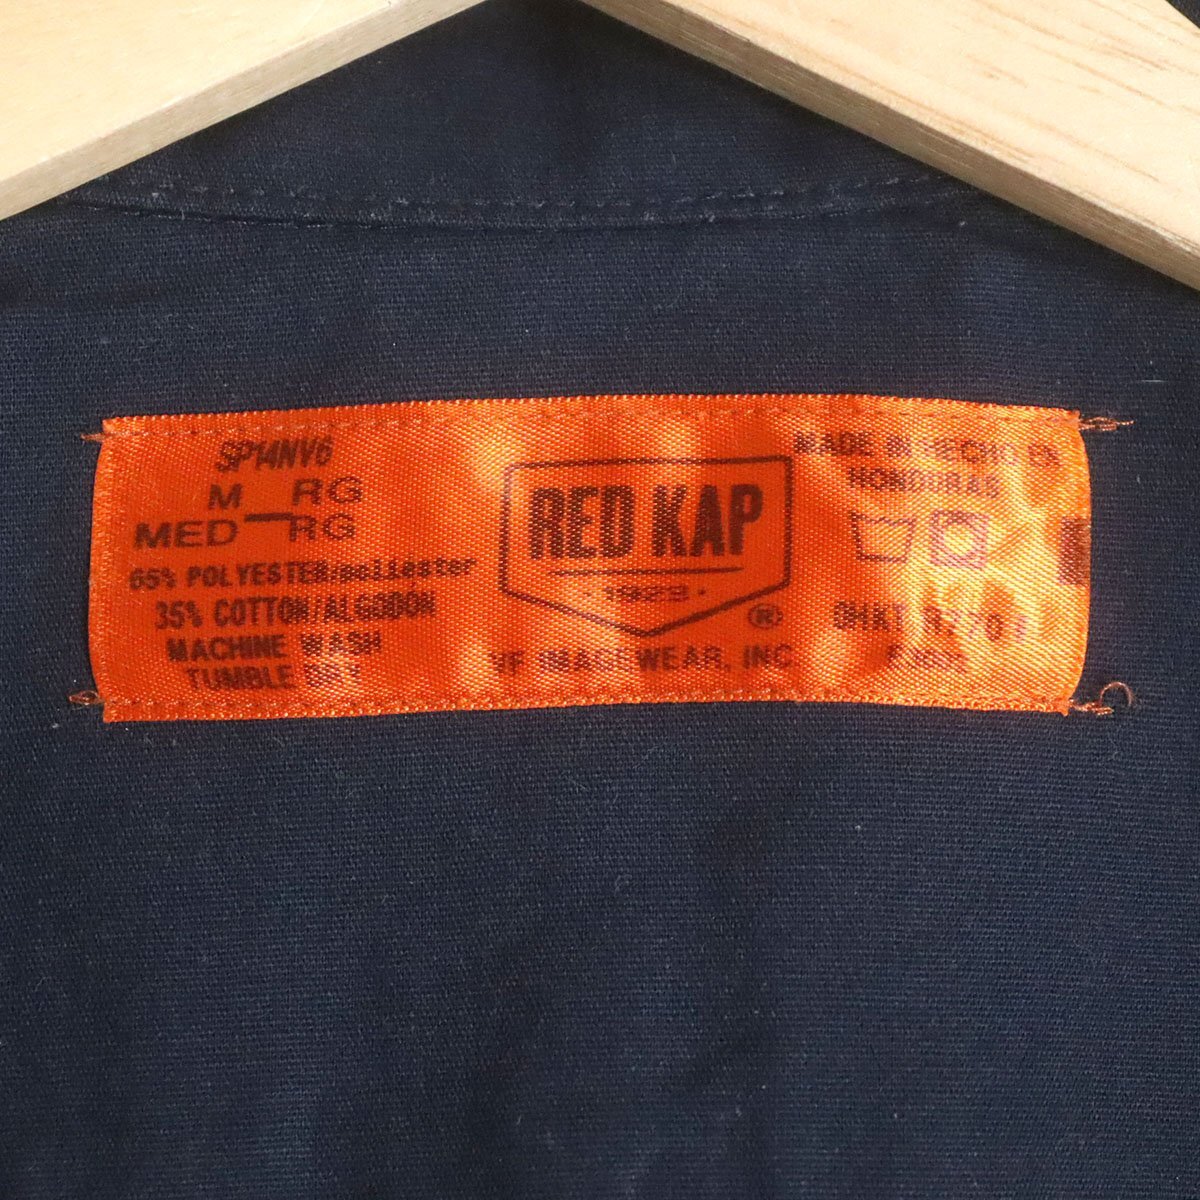 SP14NV6
M RG
MED RG
65% POLYESTER/poliester
35% COTTON/ALGODON
MACHINE WASH
TUMBLE DRY
RED KAP
· 1923 · ®
VF IMAGEWEAR, INC
MADE IN/HECHO EN
HONDURAS